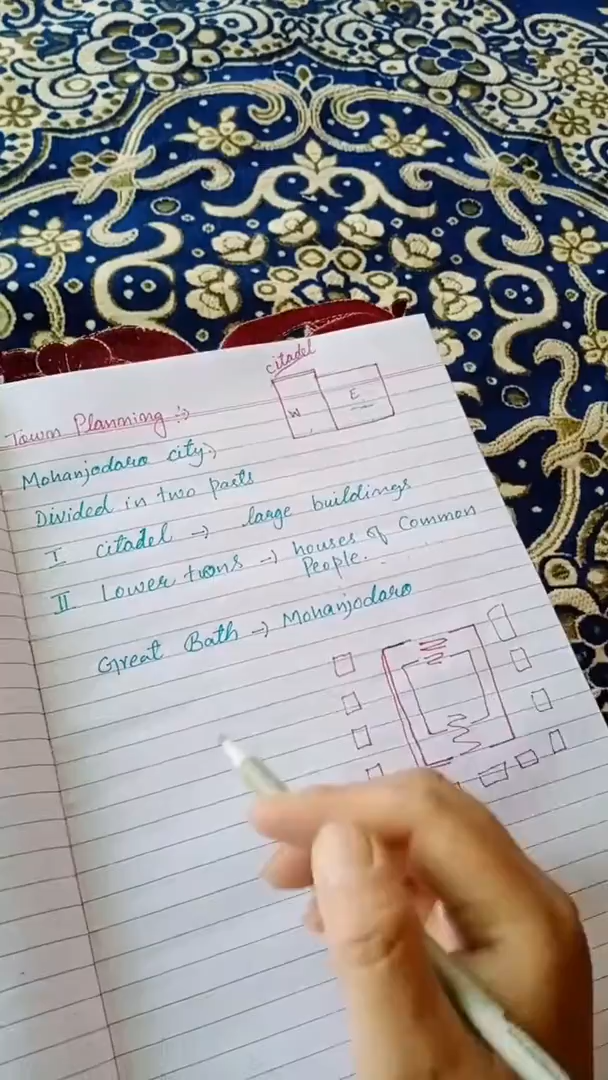 citadel
W E
Town Planning :->
Mohanjodaro city:)
Divided in two parts
I citadel → large buildings
II Lower twons → houses of Common
People.
Great Bath → Mohanjodaro